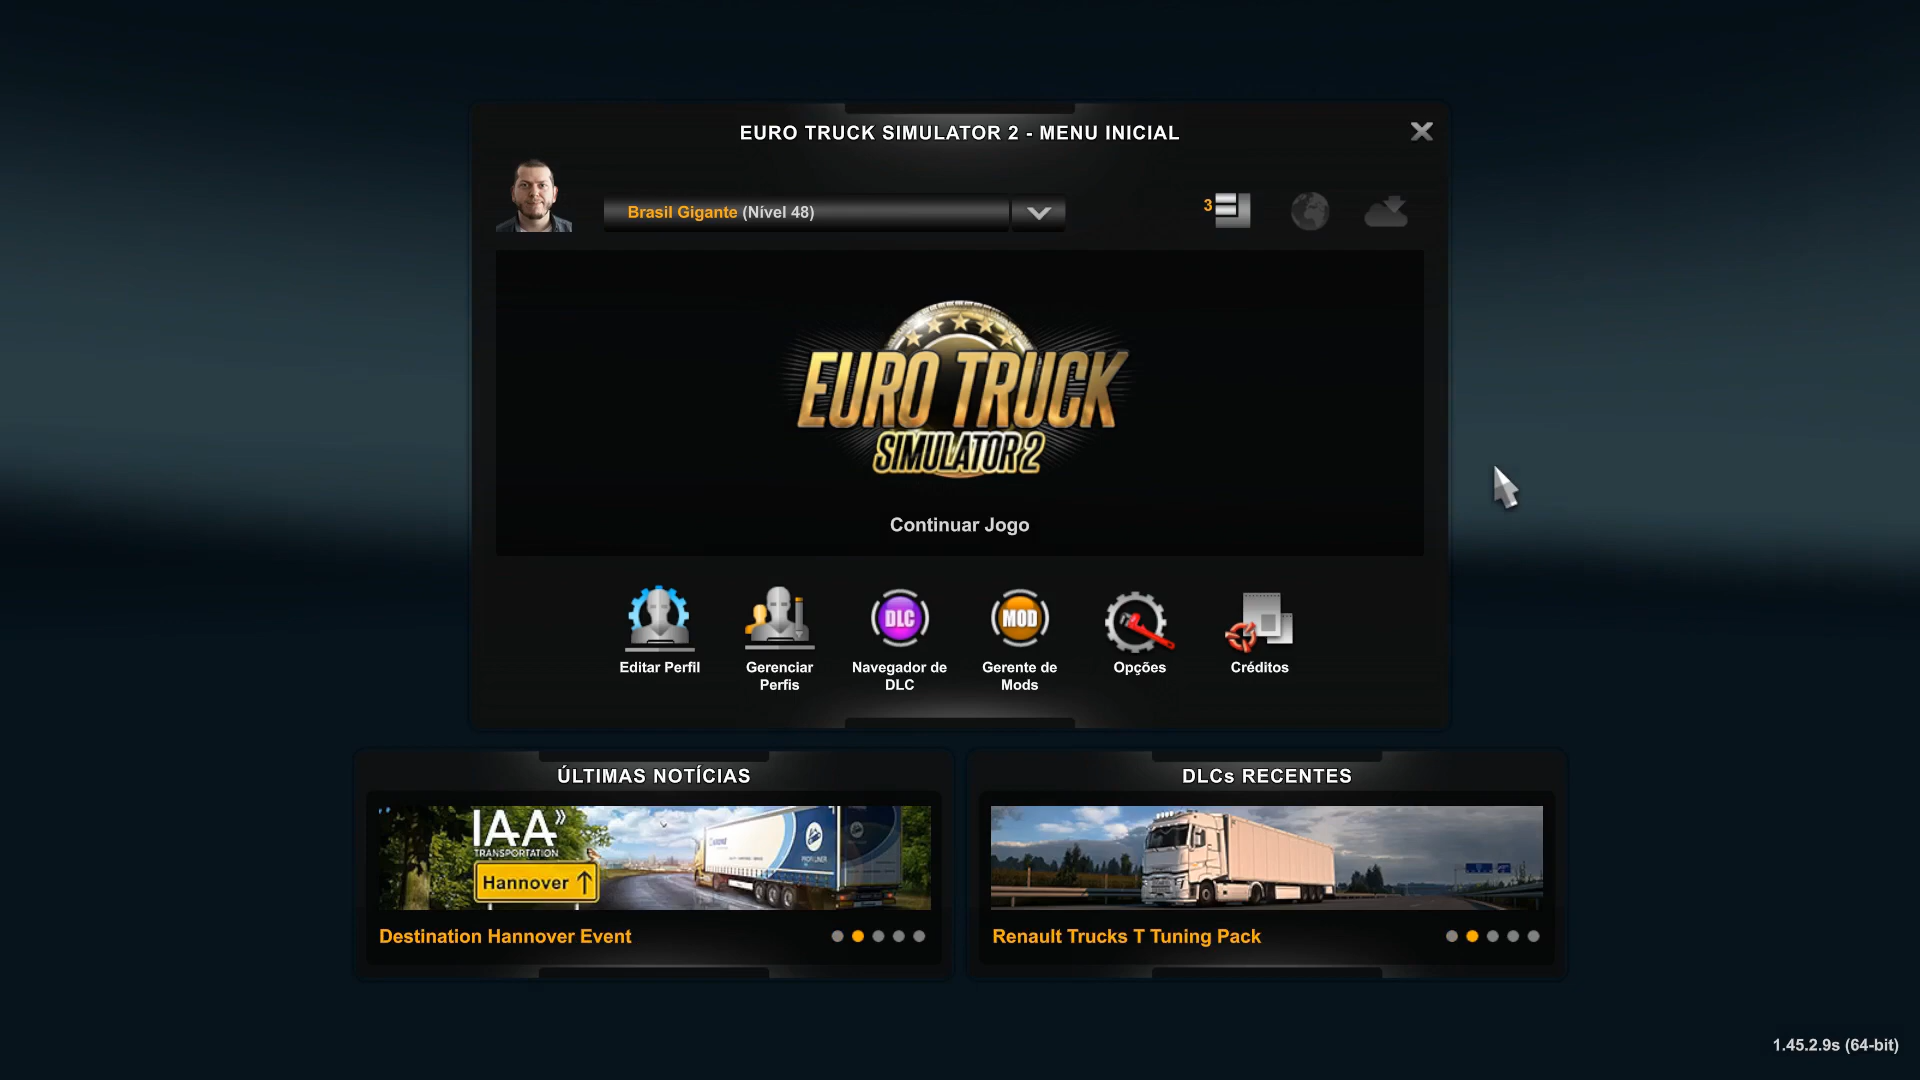 EURO TRUCK SIMULATOR 2 - MENU INICIAL
Brasil Gigante (Nível 48)
3
EURO TRUCK
SIMULATOR 2
Continuar Jogo
DLC
MOD
Editar Perfil
Gerenciar
Perfis
Navegador de
DLC
Gerente de
Mods
Opções
Créditos
ÚLTIMAS NOTÍCIAS
IAA
TRANSPORTATION
Hannover
Destination Hannover Event
DLCs RECENTES
Renault Trucks T Tuning Pack
1.45.2.9s (64-bit)